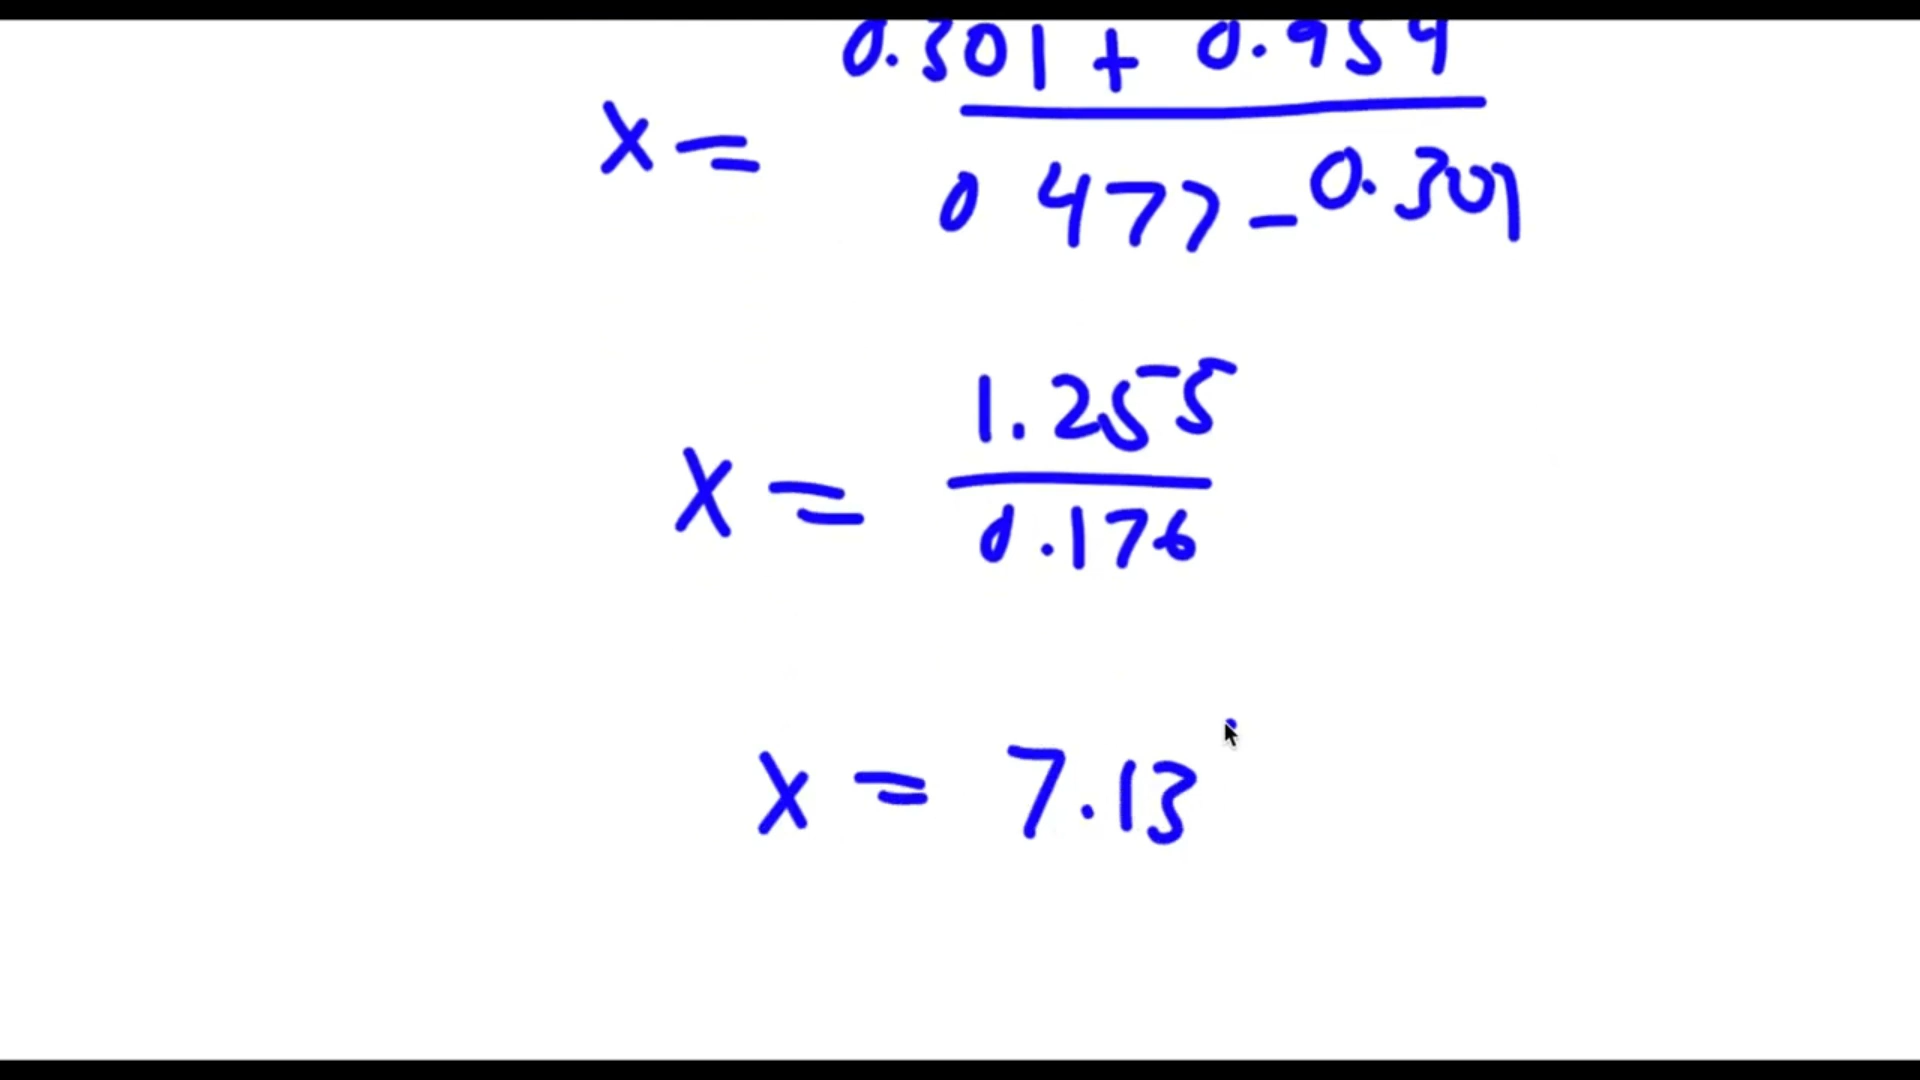 0.301 + 0.954
x =
0 477 - 0.301
1.255
x =
0.176
x = 7.13